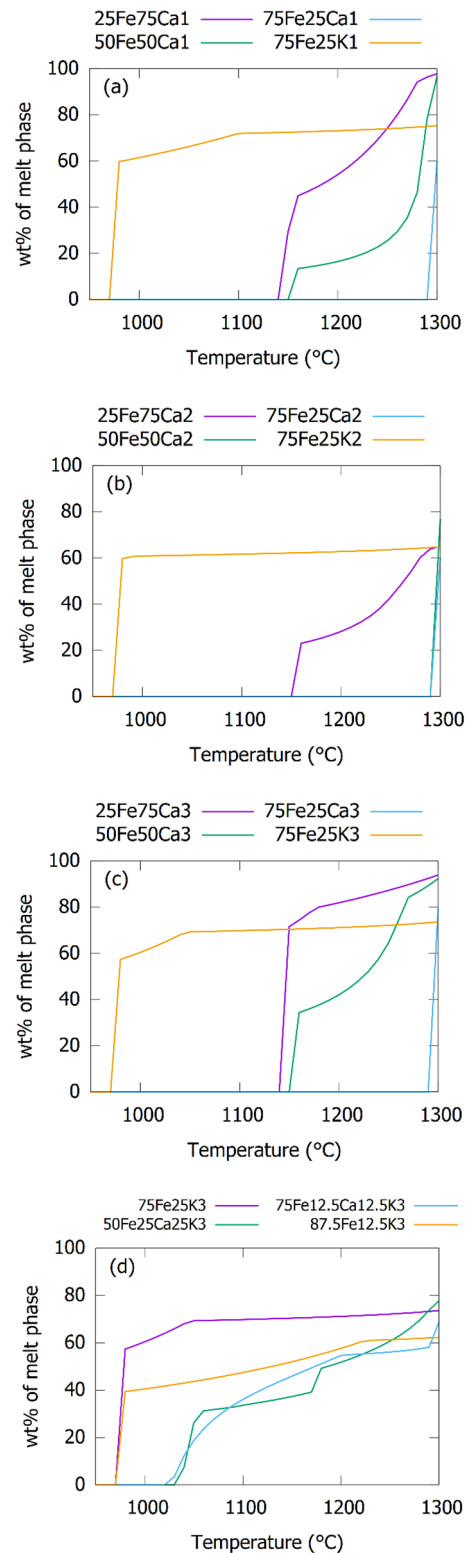 25Fe75Ca1 75Fe25Ca1
50Fe50Ca1 75Fe25K1
100
(a)
80
60
40
20
0
wt% of melt phase
1000 1100 1200 1300
Temperature (°C)
25Fe75Ca2 75Fe25Ca2
50Fe50Ca2 75Fe25K2
100
(b)
80
60
40
20
0
wt% of melt phase
1000 1100 1200 1300
Temperature (°C)
25Fe75Ca3 75Fe25Ca3
50Fe50Ca3 75Fe25K3
100
(c)
80
60
40
20
0
wt% of melt phase
1000 1100 1200 1300
Temperature (°C)
75Fe25K3 75Fe12.5Ca12.5K3
50Fe25Ca25K3 87.5Fe12.5K3
100
(d)
80
60
40
20
0
wt% of melt phase
1000 1100 1200 1300
Temperature (°C)